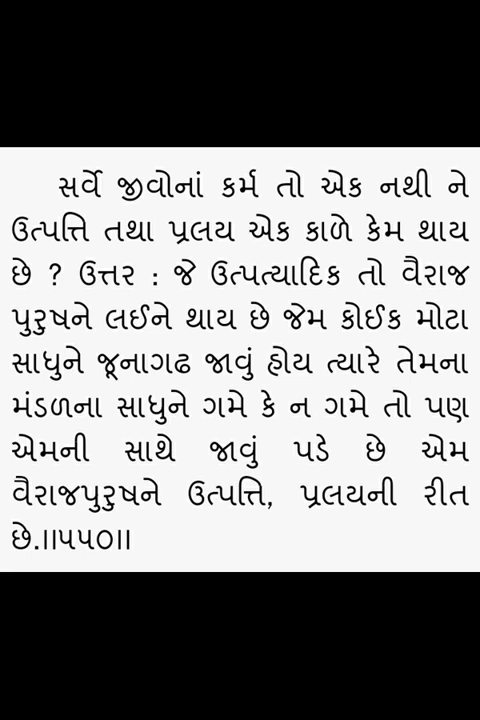 સર્વે જીવોનાં કર્મ તો એક નથી ને
ઉત્પત્તિ તથા પ્રલય એક કાળે કેમ થાય
છે ? ઉત્તર : જે ઉત્પત્યાદિક તો વૈરાજ
પુરુષને લઈને થાય છે જેમ કોઈક મોટા
સાધુને જૂનાગઢ જાવું હોય ત્યારે તેમના
મંડળના સાધુને ગમે કે ન ગમે તો પણ
એમની સાથે જાવું પડે છે એમ
વૈરાજપુરુષને ઉત્પત્તિ, પ્રલયની રીત
છે.॥૫૫૦॥